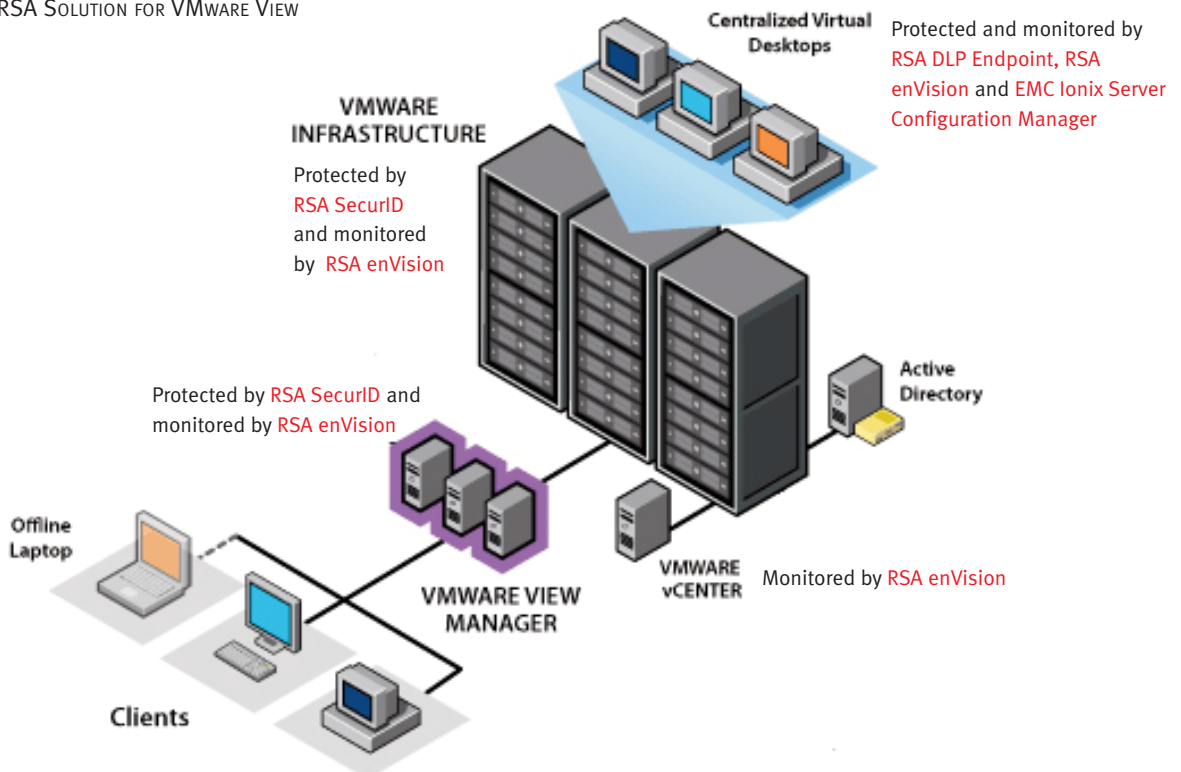 RSA SOLUTION FOR VMWARE VIEW
Centralized Virtual
Desktops
Protected and monitored by
RSA DLP Endpoint, RSA
enVision and EMC Ionix Server
Configuration Manager
VMWARE
INFRASTRUCTURE
Protected by
RSA SecurID
and monitored
by RSA enVision
Active
Directory
Protected by RSA SecurID and
monitored by RSA enVision
Offline
Laptop
VMWARE VIEW
MANAGER
VMWARE
vCENTER
Monitored by RSA enVision
Clients